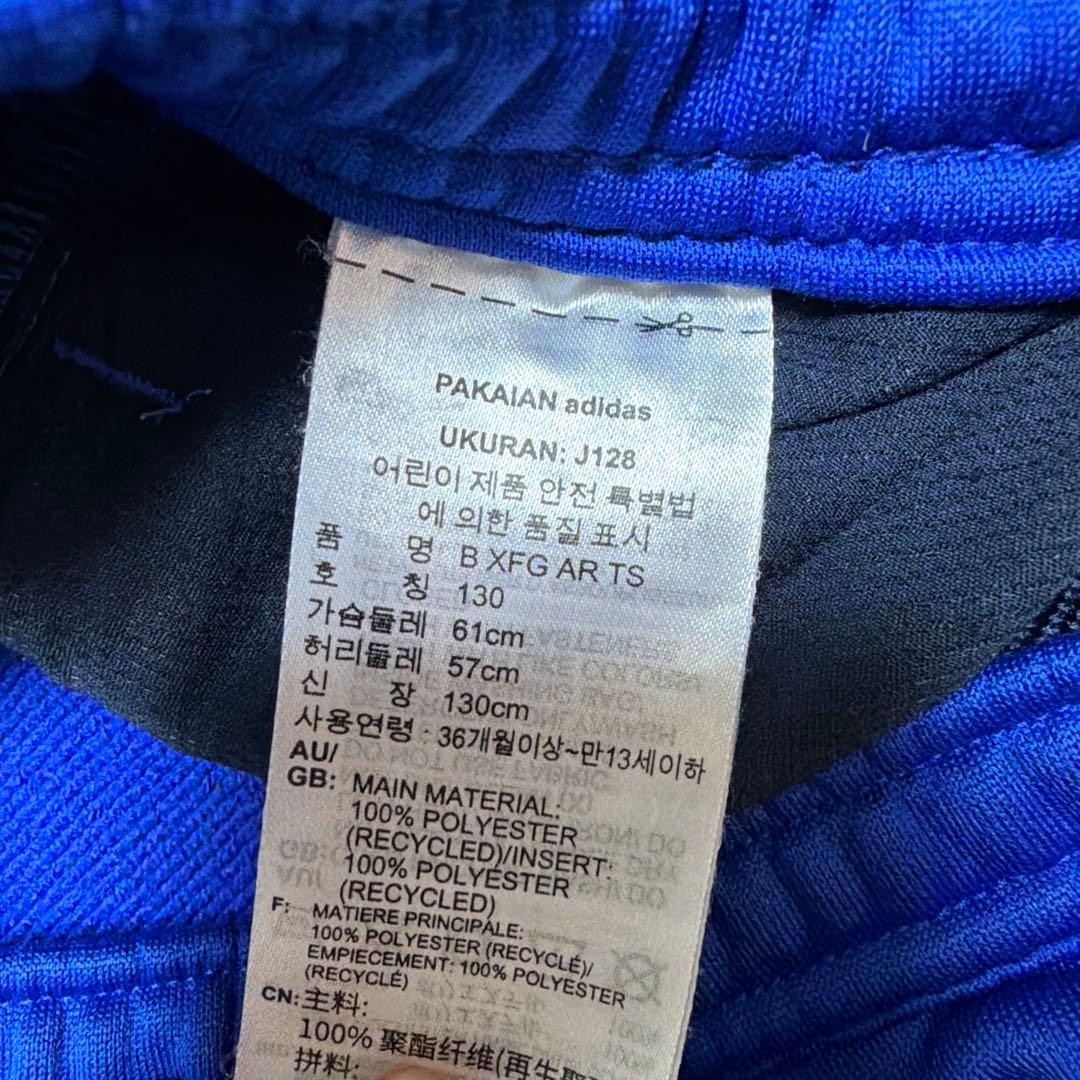 PAKAIAN adidas
UKURAN: J128
어린이 제품 안전 특별법
에 의한 품질 표시
품 명 B XFG AR TS
호 칭 130
가슴둘레 61cm
허리둘레 57cm
신 장 130cm
사용연령 : 36개월이상~만13세이하
AU/
GB: MAIN MATERIAL:
100% POLYESTER
(RECYCLED)/INSERT:
100% POLYESTER
(RECYCLED)
F: MATIERE PRINCIPALE:
100% POLYESTER (RECYCLÉ)/
EMPIECEMENT: 100% POLYESTER
(RECYCLÉ)
CN: 主料:
100% 聚酯纤维(再生聚
拼料: